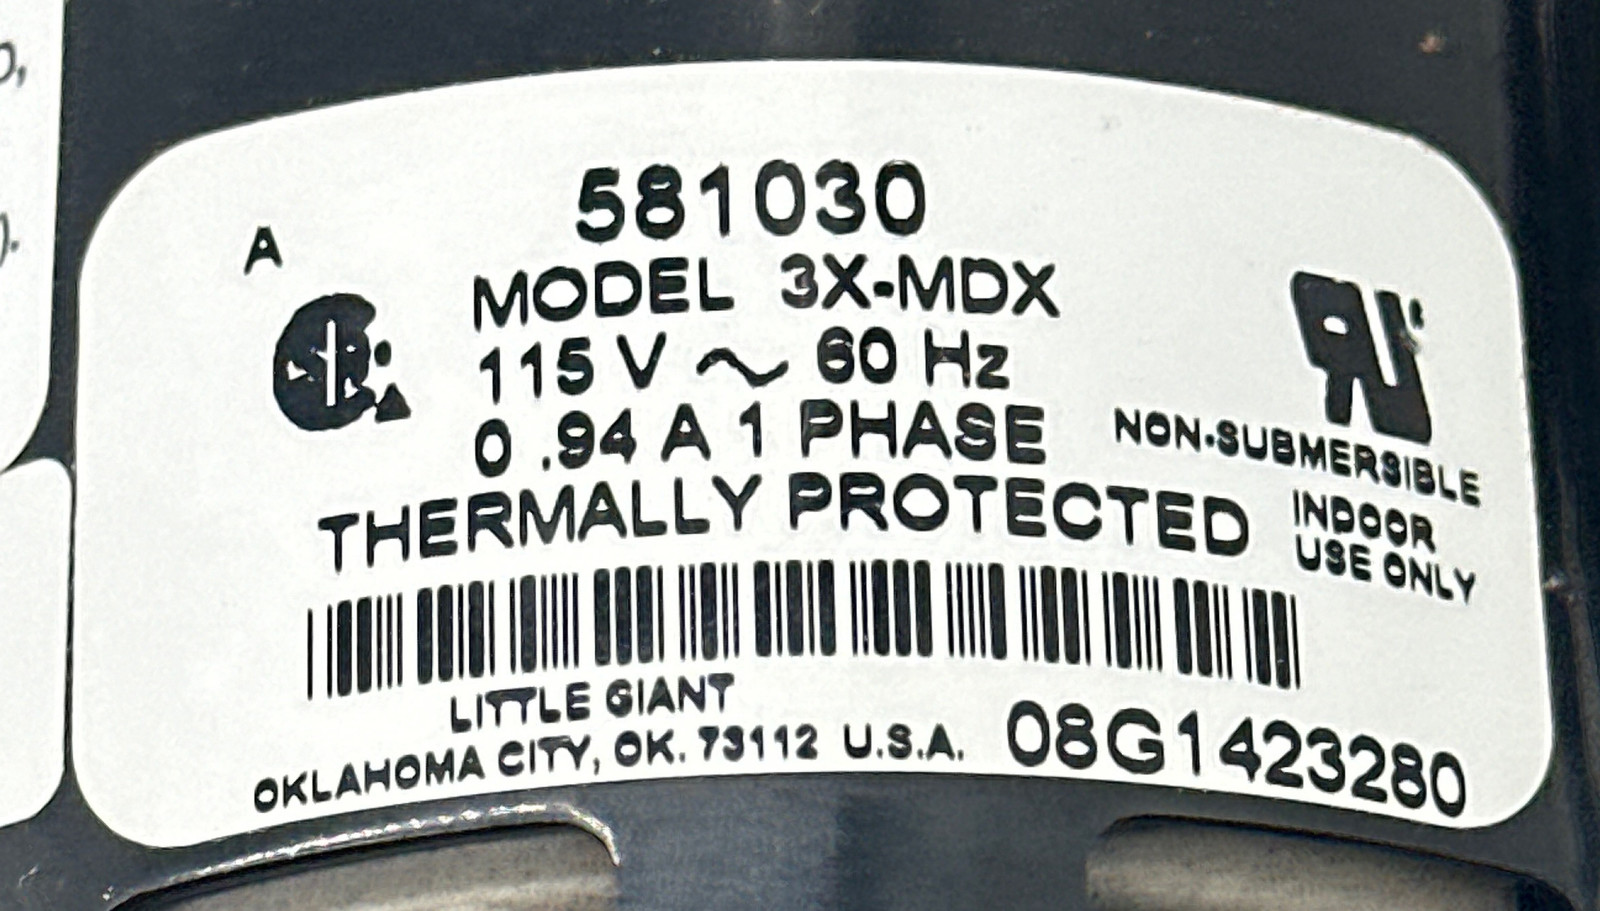 581030
A
MODEL 3X-MDX
115 V ~ 60 Hz
0 .94 A 1 PHASE
THERMALLY PROTECTED
NON-SUBMERSIBLE
INDOOR
USE ONLY
LITTLE GIANT
OKLAHOMA CITY, OK. 73112 U.S.A.
08G1423280